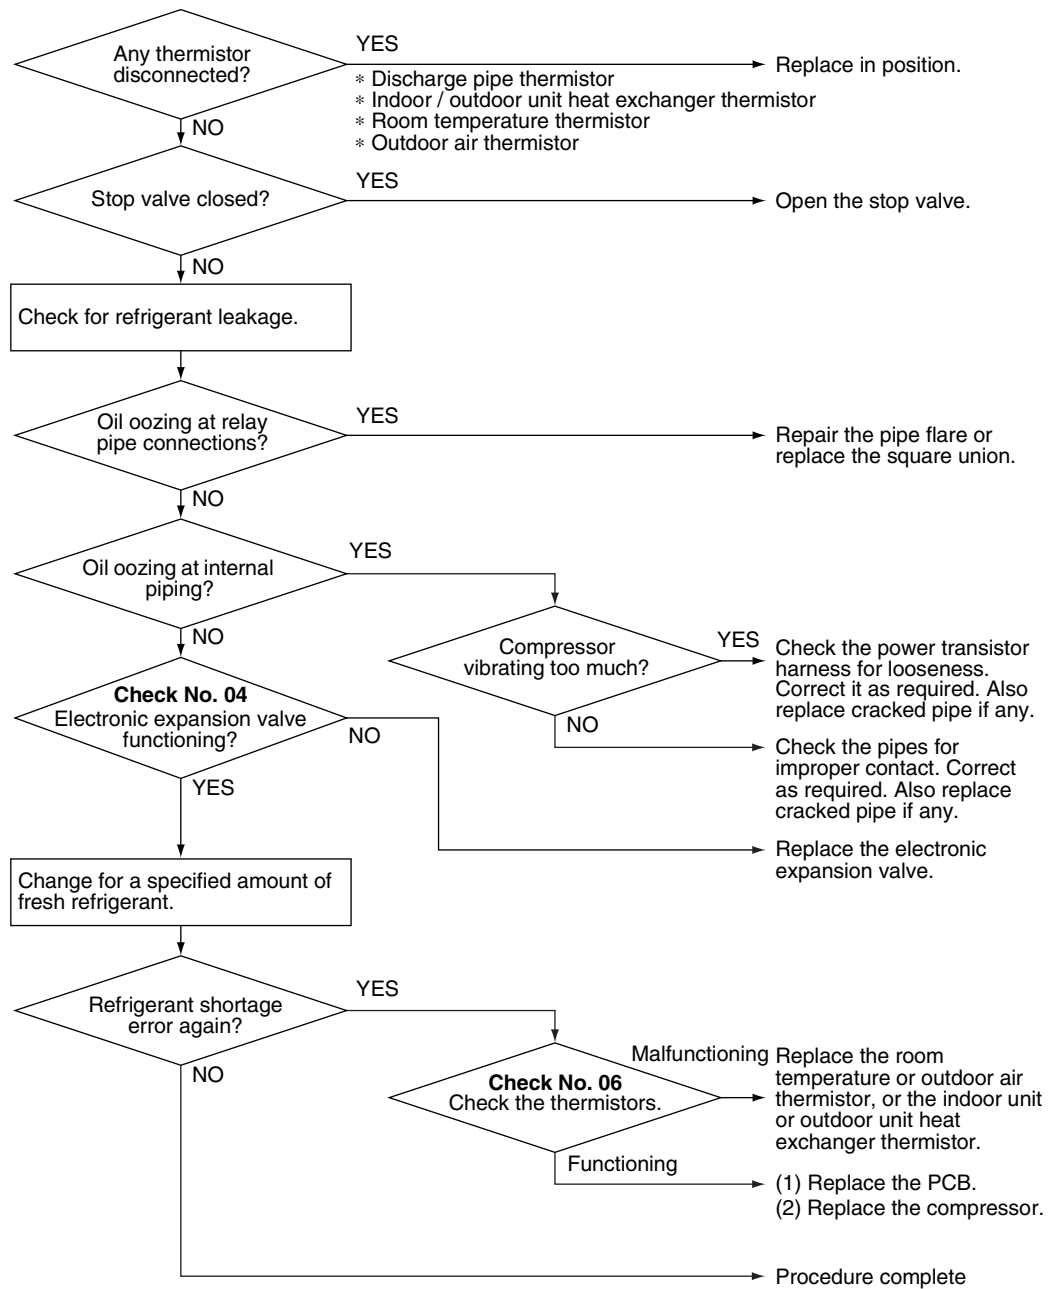 Any thermistor
disconnected?
YES
* Discharge pipe thermistor
* Indoor / outdoor unit heat exchanger thermistor
* Room temperature thermistor
* Outdoor air thermistor
Replace in position.
NO
Stop valve closed?
YES
Open the stop valve.
NO
Check for refrigerant leakage.
Oil oozing at relay
pipe connections?
YES
Repair the pipe flare or
replace the square union.
NO
Oil oozing at internal
piping?
YES
Compressor
vibrating too much?
YES
Check the power transistor
harness for looseness.
Correct it as required. Also
replace cracked pipe if any.
NO
Check the pipes for
improper contact. Correct
as required. Also replace
cracked pipe if any.
NO
Check No. 04
Electronic expansion valve
functioning?
NO
Replace the electronic
expansion valve.
YES
Change for a specified amount of
fresh refrigerant.
Refrigerant shortage
error again?
YES
Check No. 06
Check the thermistors.
Malfunctioning
Replace the room
temperature or outdoor air
thermistor, or the indoor unit
or outdoor unit heat
exchanger thermistor.
Functioning
(1) Replace the PCB.
(2) Replace the compressor.
NO
Procedure complete